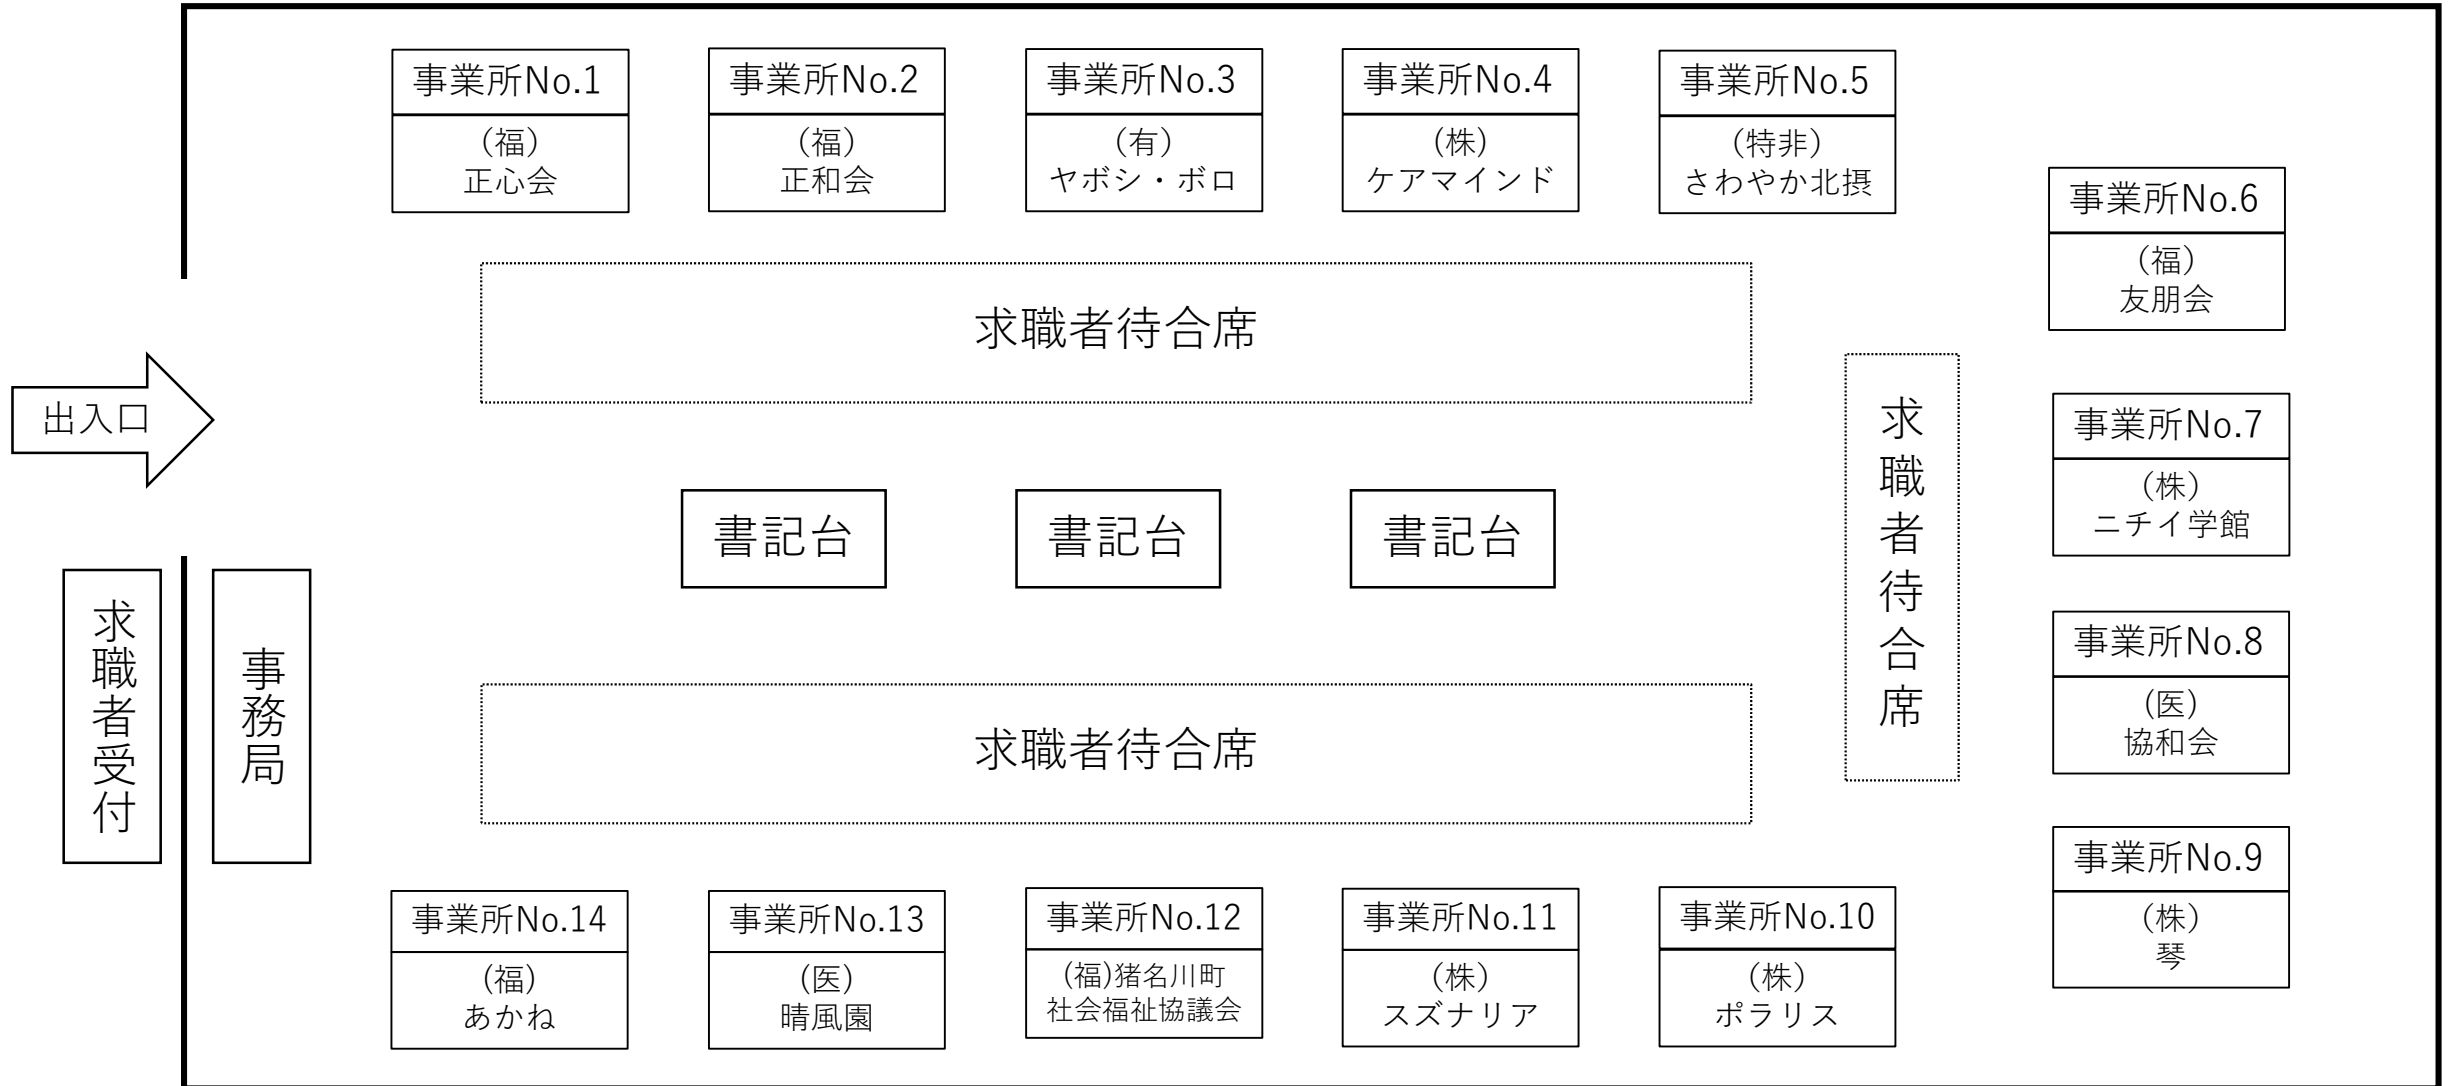 事業所No.1
(福)
正心会
事業所No.2
(福)
正和会
事業所No.3
(有)
ヤボシ・ボロ
事業所No.4
(株)
ケアマインド
事業所No.5
(特非)
さわやか北摂
事業所No.6
(福)
友朋会
求職者待合席
出入口
求職者待合席
事業所No.7
(株)
ニチイ学館
書記台
書記台
書記台
求職者受付
事務局
事業所No.8
(医)
協和会
求職者待合席
事業所No.9
(株)
琴
事業所No.14
(福)
あかね
事業所No.13
(医)
晴風園
事業所No.12
(福)猪名川町
社会福祉協議会
事業所No.11
(株)
スズナリア
事業所No.10
(株)
ポラリス